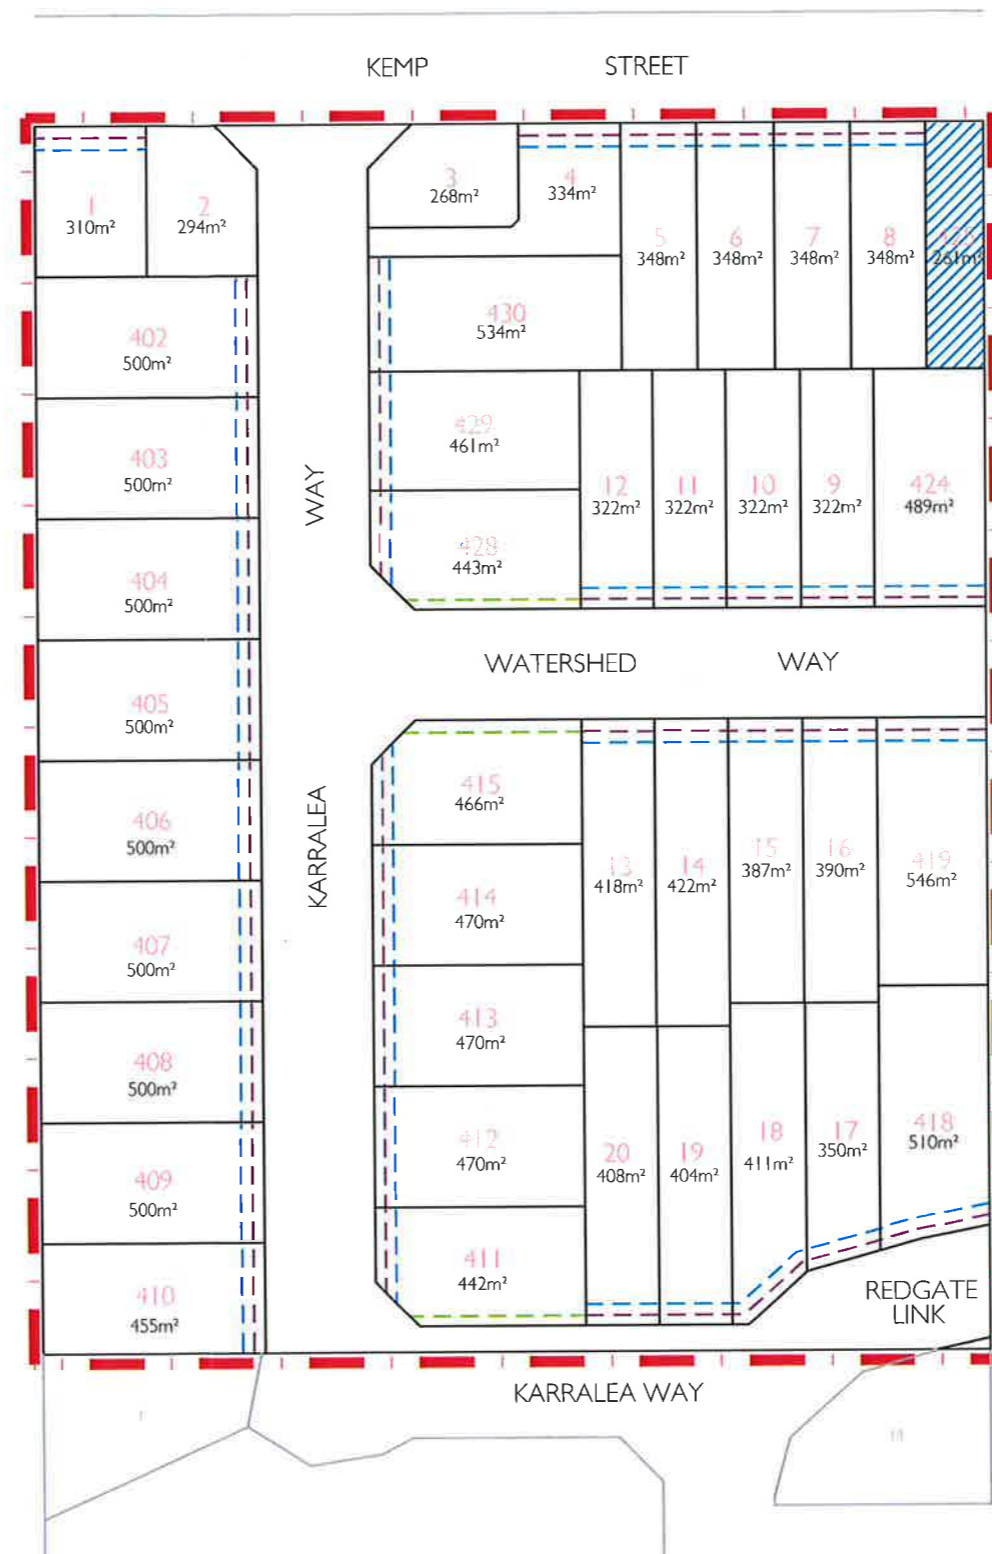 KEMP STREET
1
310m²
2
294m²
3
268m²
4
334m²
5
348m²
6
348m²
7
348m²
8
348m²
425
261m²
402
500m²
430
534m²
403
500m²
429
461m²
12
322m²
11
322m²
10
322m²
9
322m²
424
489m²
404
500m²
428
443m²
KARRALEA WAY
WATERSHED WAY
405
500m²
406
500m²
415
466m²
13
418m²
14
422m²
15
387m²
16
390m²
419
546m²
407
500m²
414
470m²
408
500m²
413
470m²
409
500m²
412
470m²
20
408m²
19
404m²
18
411m²
17
350m²
418
510m²
410
455m²
411
442m²
REDGATE
LINK
KARRALEA WAY